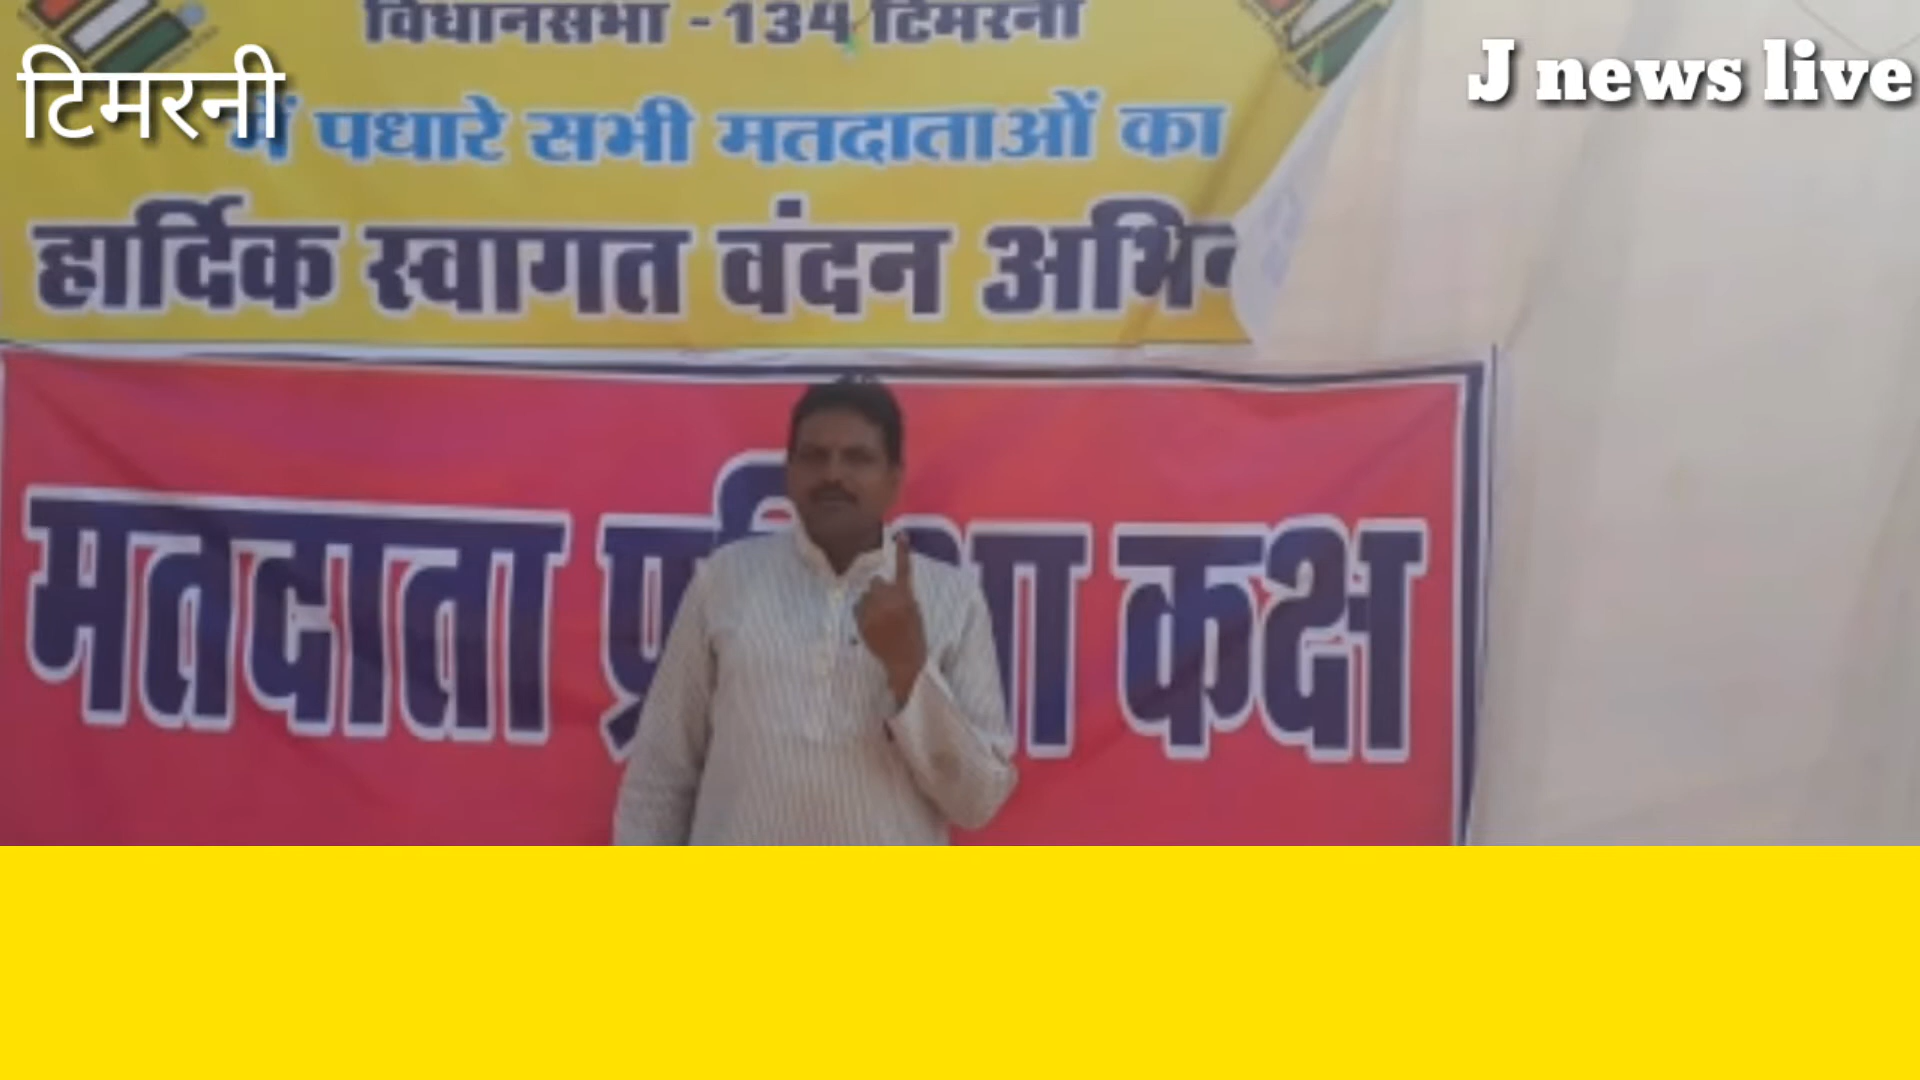 विधानसभा - 134 टिमरनी
टिमरनी
J news live
में पधारे सभी मतदाताओं का
हार्दिक स्वागत वंदन
मतदाता
कक्ष